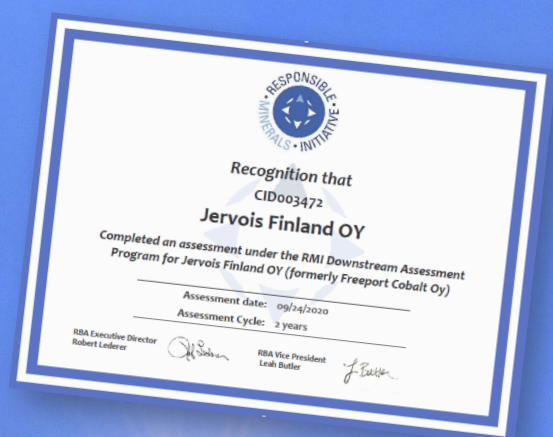 RESPONSIBLE • MINERALS • INITIATIVE •
Recognition that
CID003472
Jervois Finland OY
Completed an assessment under the RMI Downstream Assessment
Program for Jervois Finland OY (formerly Freeport Cobalt Oy)
Assessment date: 09/24/2020
Assessment Cycle: 2 years
RBA Executive Director
Robert Lederer
RBA Vice President
Leah Butler